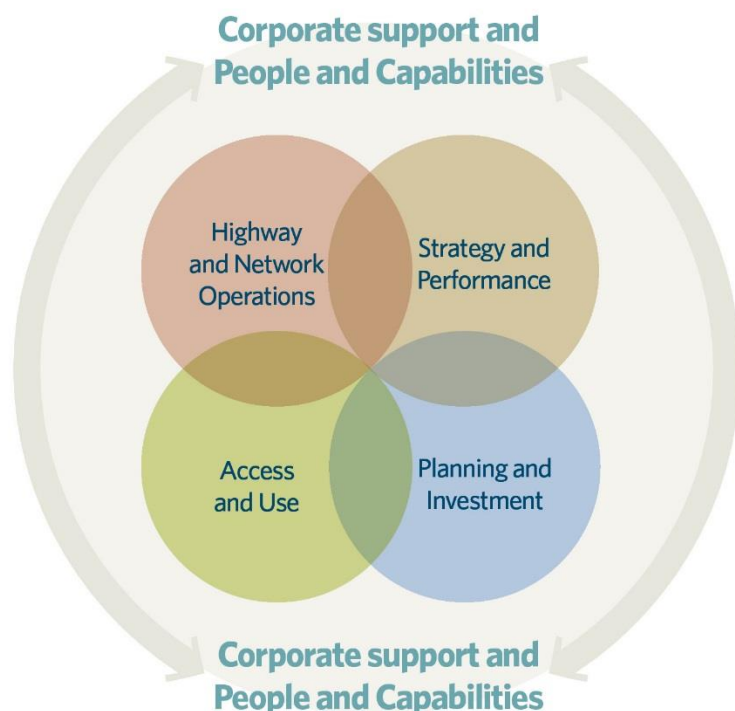 Corporate support and
People and Capabilities
Highway
and Network
Operations
Strategy and
Performance
Access
and Use
Planning and
Investment
Corporate support and
People and Capabilities